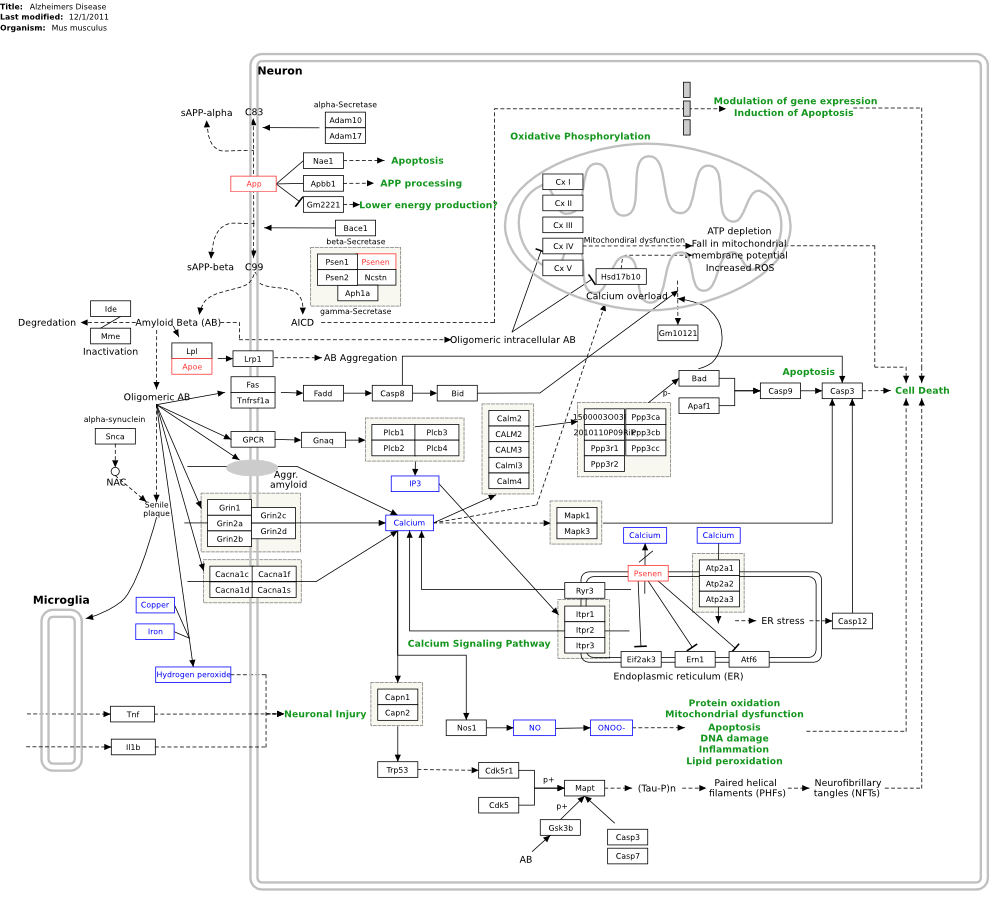 Title: Alzheimers Disease
Last modified: 12/1/2011
Organism: Mus musculus
Neuron
sAPP-alpha
C83
alpha-Secretase
Adam10
Adam17
Modulation of gene expression
Induction of Apoptosis
Oxidative Phosphorylation
Nae1
Apoptosis
App
Apbb1
APP processing
Gm2221
Lower energy production?
Cx I
Cx II
Cx III
Cx IV
Cx V
Mitochondiral dysfunction
ATP depletion
Fall in mitochondrial
membrane potential
Increased ROS
Bace1
beta-Secretase
Psen1
Psenen
Psen2
Ncstn
Aph1a
gamma-Secretase
sAPP-beta
C99
Hsd17b10
Calcium overload
Gm10121
Ide
Mme
Degradation
Inactivation
Amyloid Beta (AB)
AICD
Oligomeric intracellular AB
Lpl
Apoe
Lrp1
AB Aggregation
Oligomeric AB
Fas
Tnfrsf1a
Fadd
Casp8
Bid
Bad
Apaf1
p-
Casp9
Casp3
Apoptosis
Cell Death
alpha-synuclein
Snca
NAC
Senile
plaque
GPCR
Gnaq
Plcb1
Plcb3
Plcb2
Plcb4
IP3
Calm2
CALM2
CALM3
Calml3
Calm4
1500003O03
Ppp3ca
2010110P09Rik
Ppp3cb
Ppp3r1
Ppp3cc
Ppp3r2
Aggr.
amyloid
Grin1
Grin2c
Grin2a
Grin2d
Grin2b
Calcium
Mapk1
Mapk3
Calcium
Calcium
Cacna1c
Cacna1f
Cacna1d
Cacna1s
Psenen
Atp2a1
Atp2a2
Atp2a3
Ryr3
Itpr1
Itpr2
Itpr3
ER stress
Casp12
Eif2ak3
Ern1
Atf6
Endoplasmic reticulum (ER)
Calcium Signaling Pathway
Microglia
Copper
Iron
Hydrogen peroxide
Tnf
Il1b
Neuronal Injury
Capn1
Capn2
Nos1
NO
ONOO-
Protein oxidation
Mitochondrial dysfunction
Apoptosis
DNA damage
Inflammation
Lipid peroxidation
Trp53
Cdk5r1
Cdk5
p+
Mapt
p+
Gsk3b
AB
Casp3
Casp7
(Tau-P)n
Paired helical
filaments (PHFs)
Neurofibrillary
tangles (NFTs)